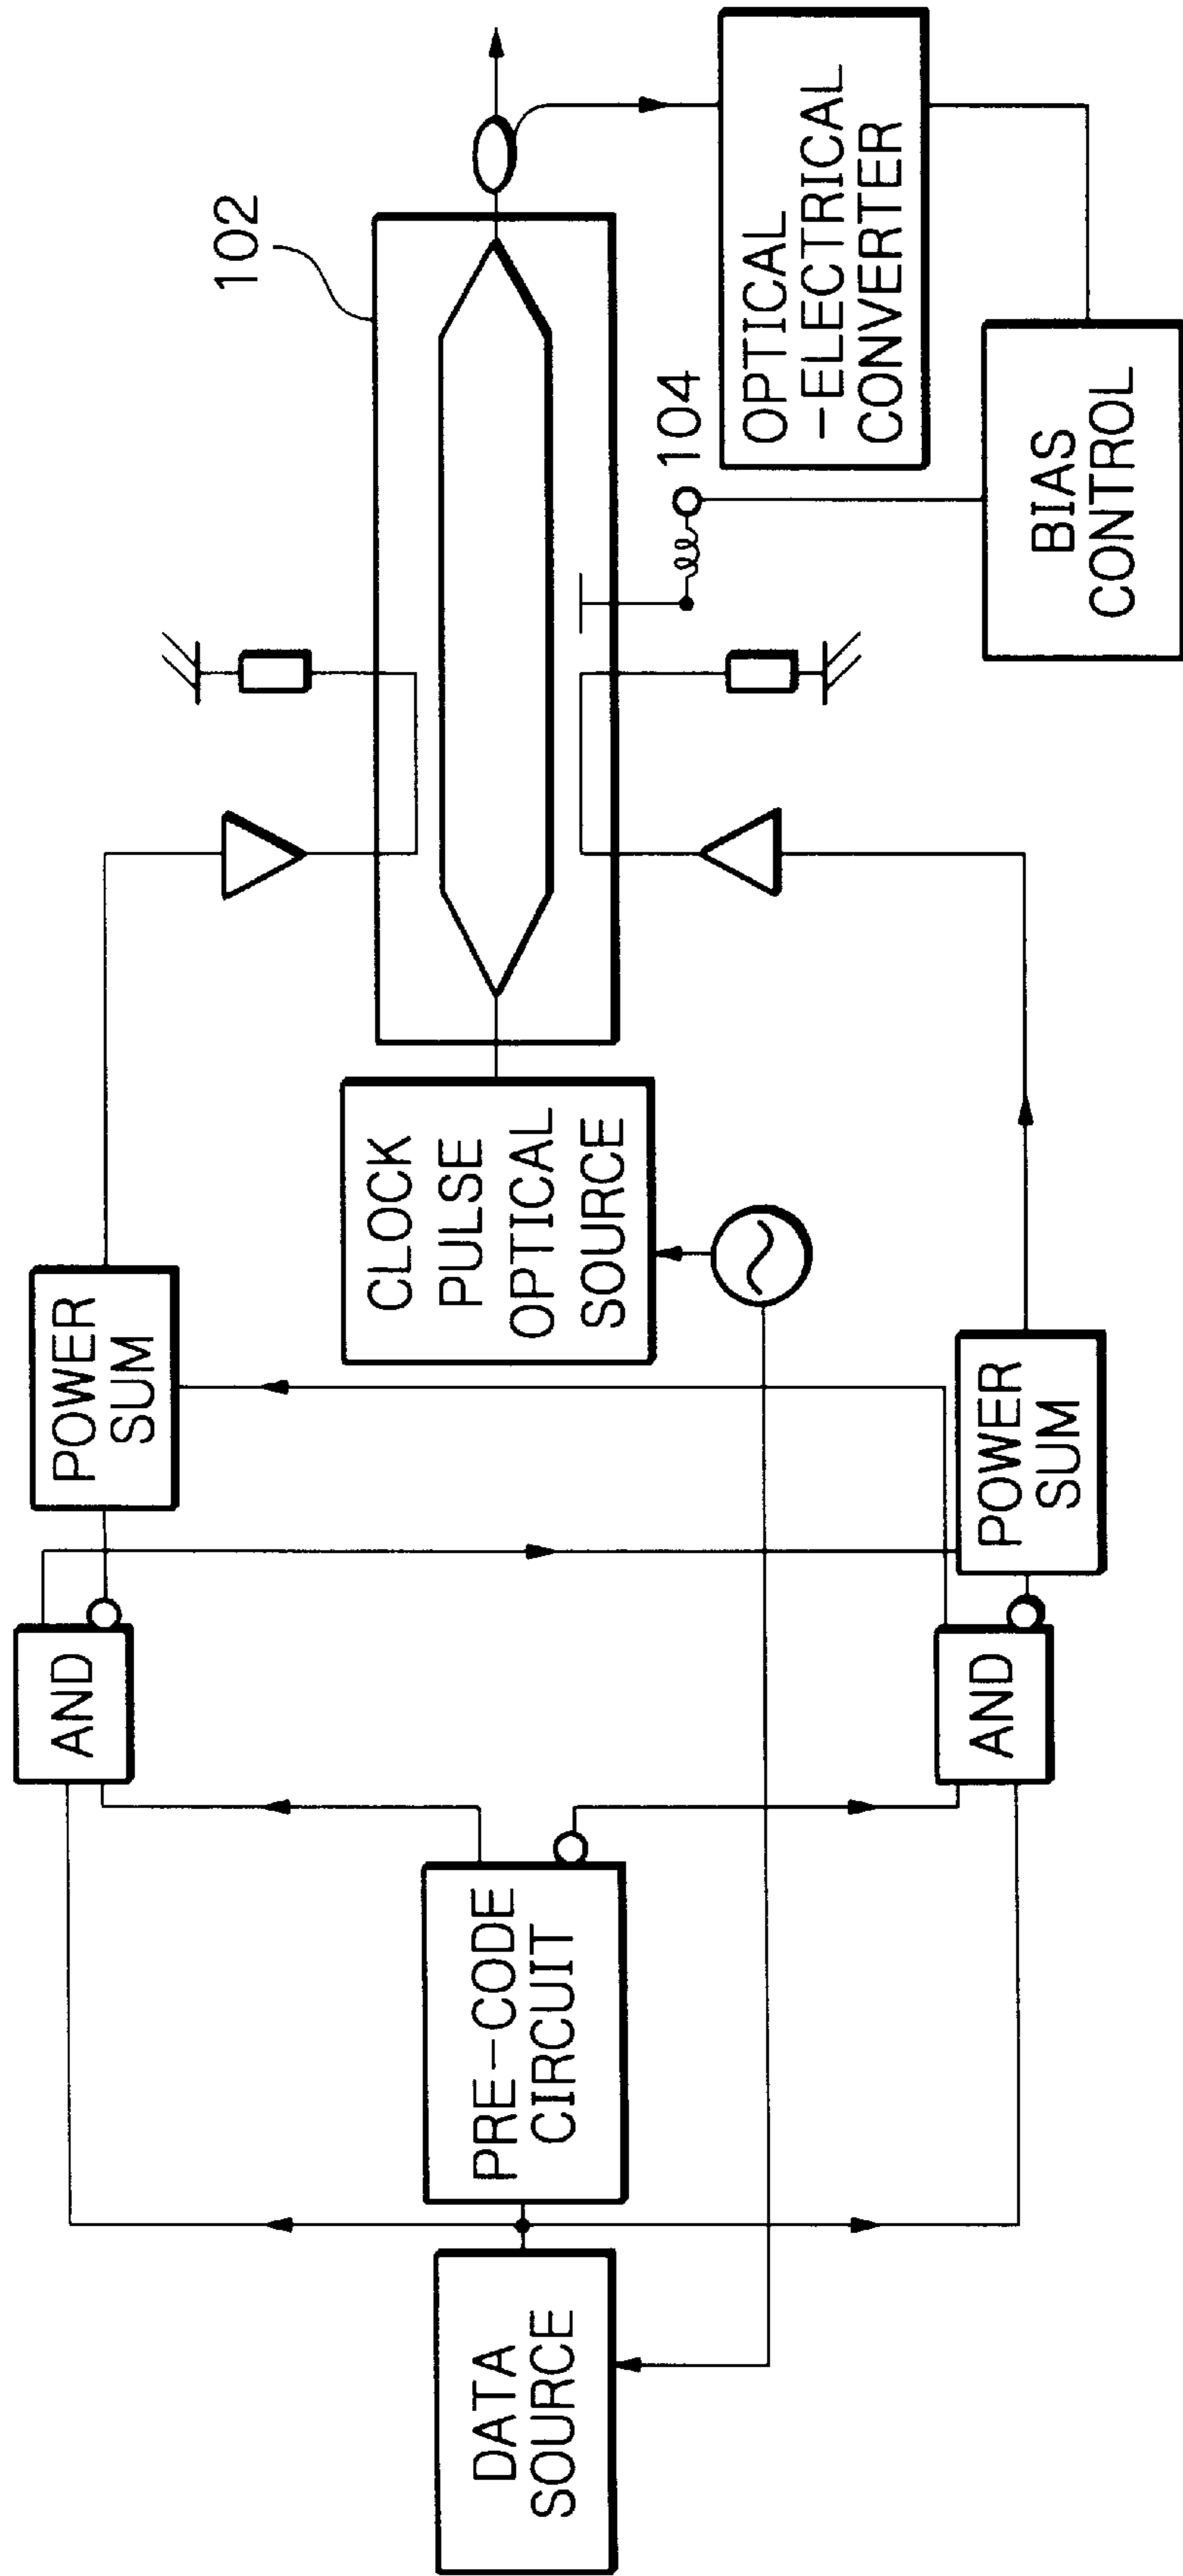 DATA
SOURCE
PRE-CODE
CIRCUIT
AND
AND
POWER
SUM
POWER
SUM
CLOCK
PULSE
OPTICAL
SOURCE
102
104
OPTICAL
-ELECTRICAL
CONVERTER
BIAS
CONTROL